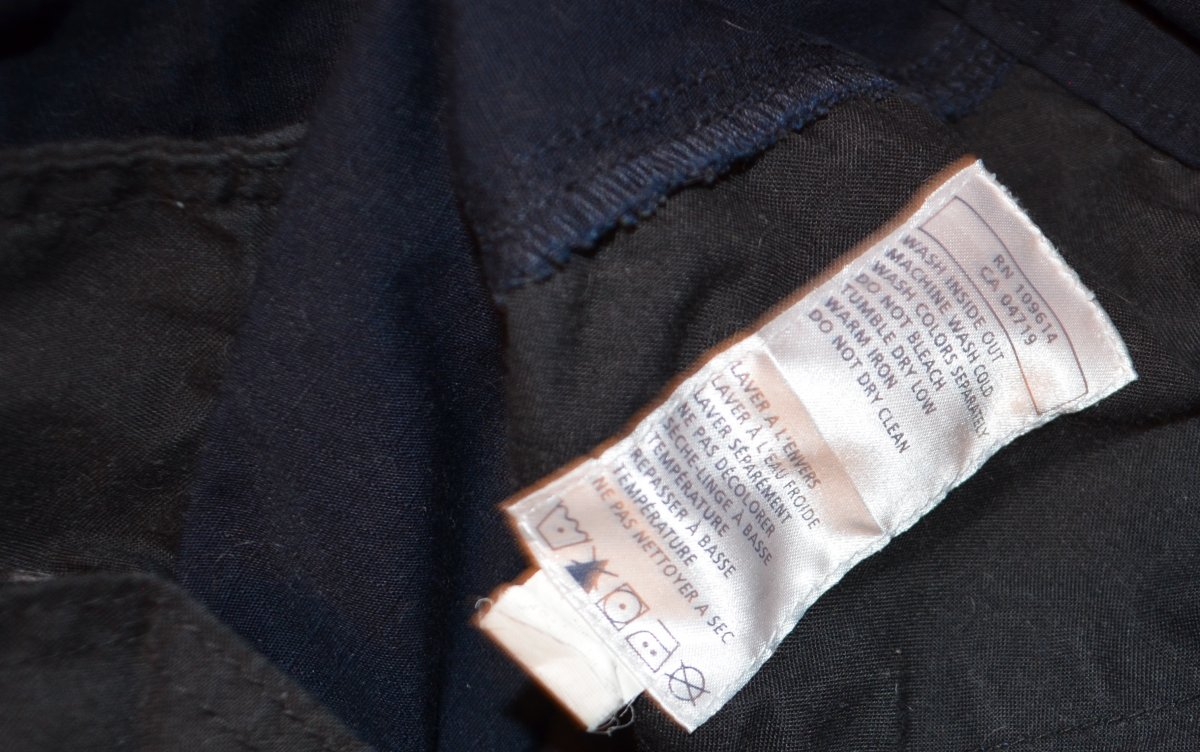 RN 109614
CA 04719
WASH INSIDE OUT
MACHINE WASH COLD
WASH COLORS SEPARATELY
DO NOT BLEACH
TUMBLE DRY LOW
WARM IRON
DO NOT DRY CLEAN
LAVER A L'ENVERS
LAVER À L'EAU FROIDE
LAVER SÉPARÉMENT
NE PAS DÉCOLORER
SÈCHE-LINGE À BASSE
TEMPÉRATURE
REPASSER À BASSE
TEMPÉRATURE
NE PAS NETTOYER A SEC